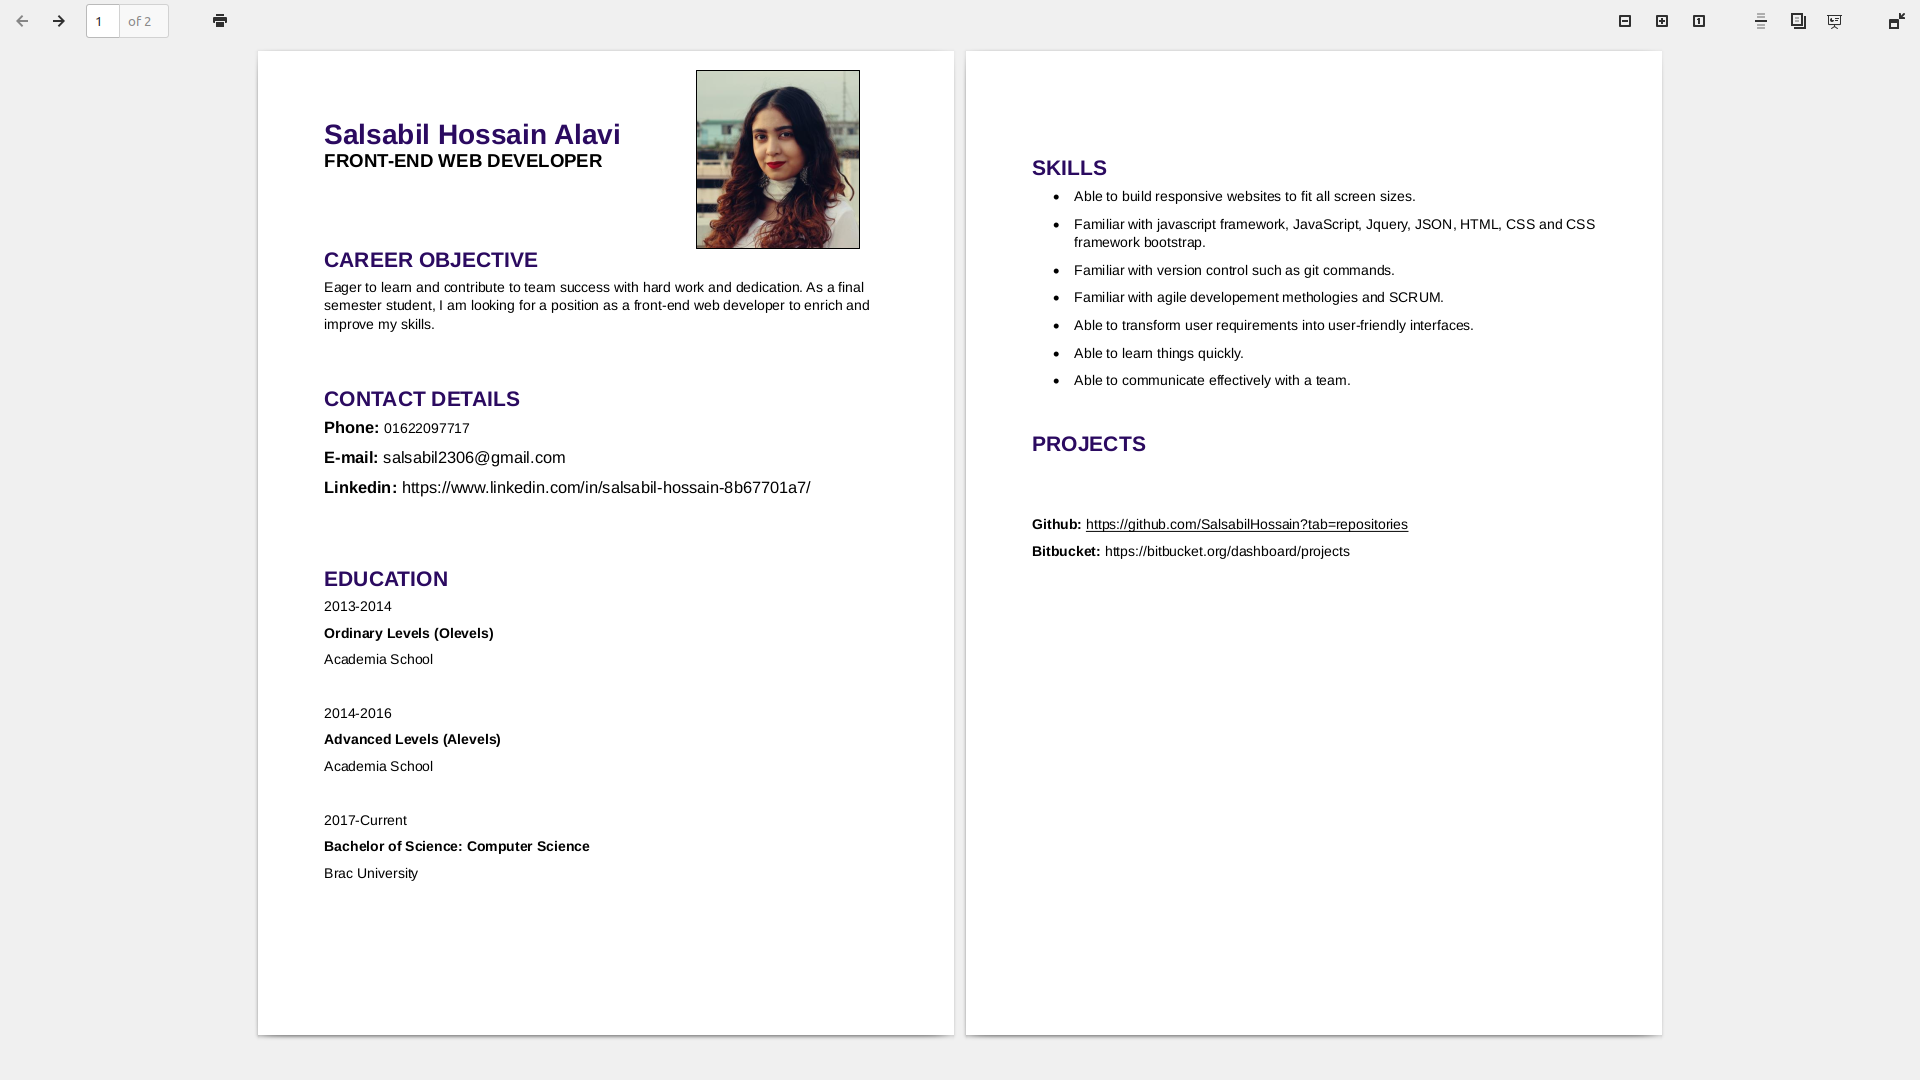 1 of 2
Salsabil Hossain Alavi
FRONT-END WEB DEVELOPER
CAREER OBJECTIVE
Eager to learn and contribute to team success with hard work and dedication. As a final
semester student, I am looking for a position as a front-end web developer to enrich and
improve my skills.
CONTACT DETAILS
Phone: 01622097717
E-mail: salsabil2306@gmail.com
Linkedin: https://www.linkedin.com/in/salsabil-hossain-8b67701a7/
EDUCATION
2013-2014
Ordinary Levels (Olevels)
Academia School
2014-2016
Advanced Levels (Alevels)
Academia School
2017-Current
Bachelor of Science: Computer Science
Brac University
SKILLS
• Able to build responsive websites to fit all screen sizes.
• Familiar with javascript framework, JavaScript, Jquery, JSON, HTML, CSS and CSS
framework bootstrap.
• Familiar with version control such as git commands.
• Familiar with agile developement methologies and SCRUM.
• Able to transform user requirements into user-friendly interfaces.
• Able to learn things quickly.
• Able to communicate effectively with a team.
PROJECTS
Github: https://github.com/SalsabilHossain?tab=repositories
Bitbucket: https://bitbucket.org/dashboard/projects